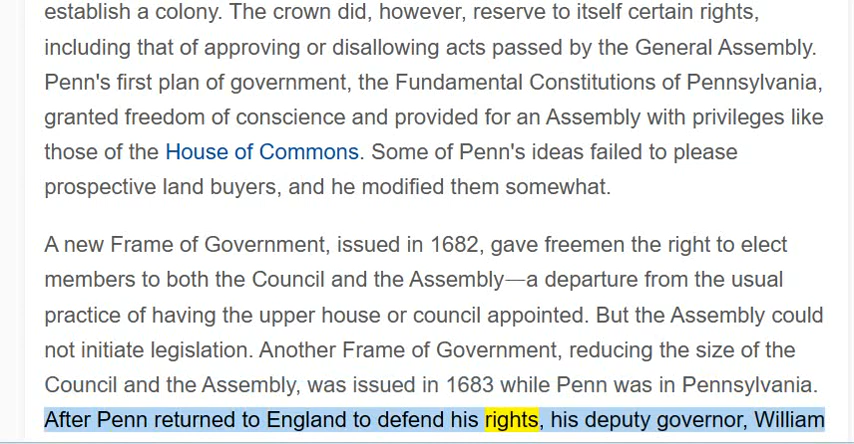 establish a colony. The crown did, however, reserve to itself certain rights,
including that of approving or disallowing acts passed by the General Assembly.
Penn's first plan of government, the Fundamental Constitutions of Pennsylvania,
granted freedom of conscience and provided for an Assembly with privileges like
those of the House of Commons. Some of Penn's ideas failed to please
prospective land buyers, and he modified them somewhat.
A new Frame of Government, issued in 1682, gave freemen the right to elect
members to both the Council and the Assembly—a departure from the usual
practice of having the upper house or council appointed. But the Assembly could
not initiate legislation. Another Frame of Government, reducing the size of the
Council and the Assembly, was issued in 1683 while Penn was in Pennsylvania.
After Penn returned to England to defend his rights, his deputy governor, William